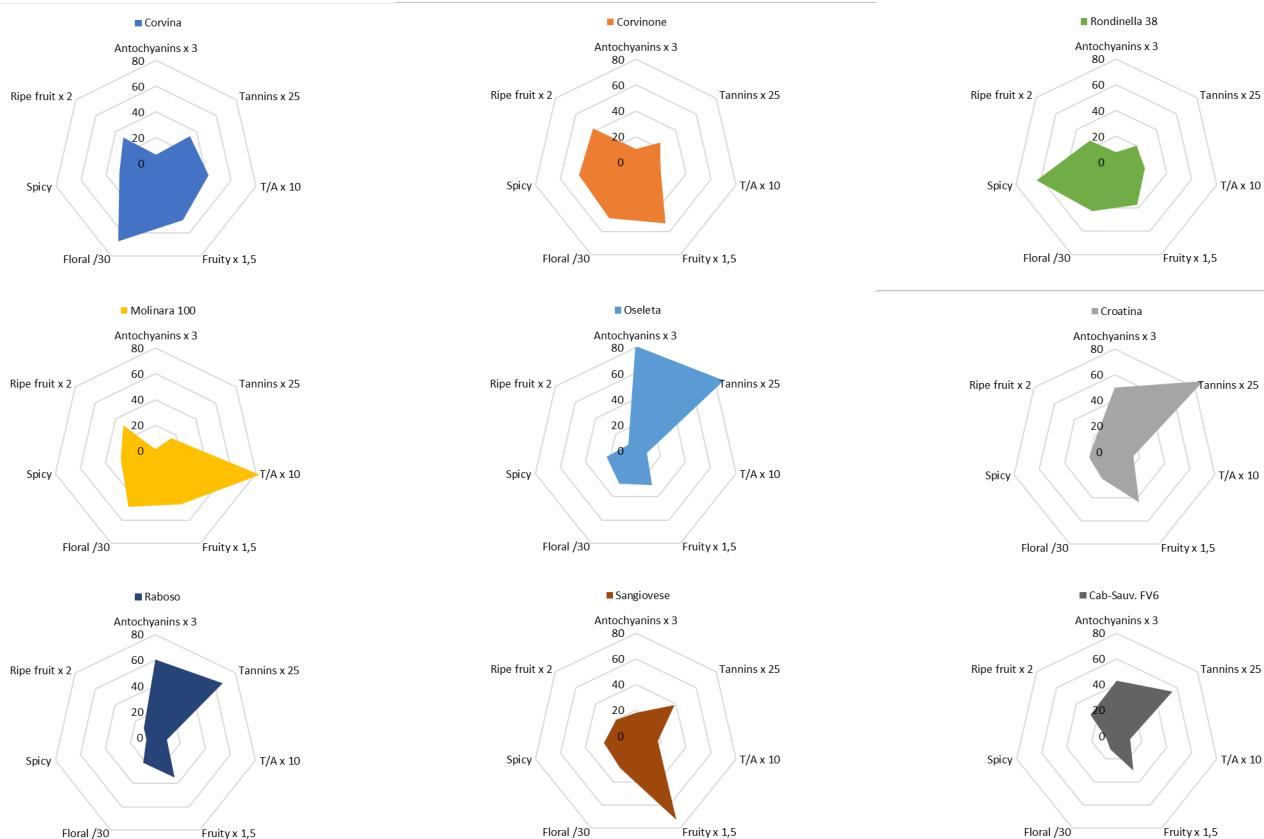 Corvina
Antochyanins x 3
80
Ripe fruit x 2
60
Tannins x 25
40
20
0
Spicy
T/A x 10
Floral /30
Fruity x 1,5
Corvinone
Antochyanins x 3
80
Ripe fruit x 2
60
Tannins x 25
40
20
0
Spicy
T/A x 10
Floral /30
Fruity x 1,5
Rondinella 38
Antochyanins x 3
80
Ripe fruit x 2
60
Tannins x 25
40
20
0
Spicy
T/A x 10
Floral /30
Fruity x 1,5
Molinara 100
Antochyanins x 3
80
Ripe fruit x 2
60
Tannins x 25
40
20
0
Spicy
T/A x 10
Floral /30
Fruity x 1,5
Oseleta
Antochyanins x 3
80
Ripe fruit x 2
60
Tannins x 25
40
20
0
Spicy
T/A x 10
Floral /30
Fruity x 1,5
Croatina
Antochyanins x 3
80
Ripe fruit x 2
60
Tannins x 25
40
20
0
Spicy
T/A x 10
Floral /30
Fruity x 1,5
Raboso
Antochyanins x 3
80
Ripe fruit x 2
60
Tannins x 25
40
20
0
Spicy
T/A x 10
Floral /30
Fruity x 1,5
Sangiovese
Antochyanins x 3
80
Ripe fruit x 2
60
Tannins x 25
40
20
0
Spicy
T/A x 10
Floral /30
Fruity x 1,5
Cab-Sauv. FV6
Antochyanins x 3
80
Ripe fruit x 2
60
Tannins x 25
40
20
0
Spicy
T/A x 10
Floral /30
Fruity x 1,5